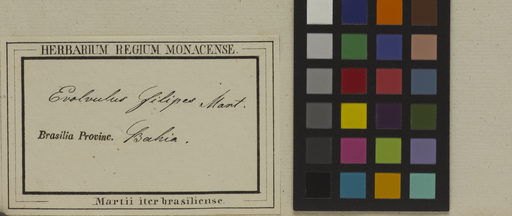 HERBARIUM REGIUM MONACENSE.
Evolvulus filipes Mart.
Brasilia Provinc. Bahia.
Martii iter brasiliense.